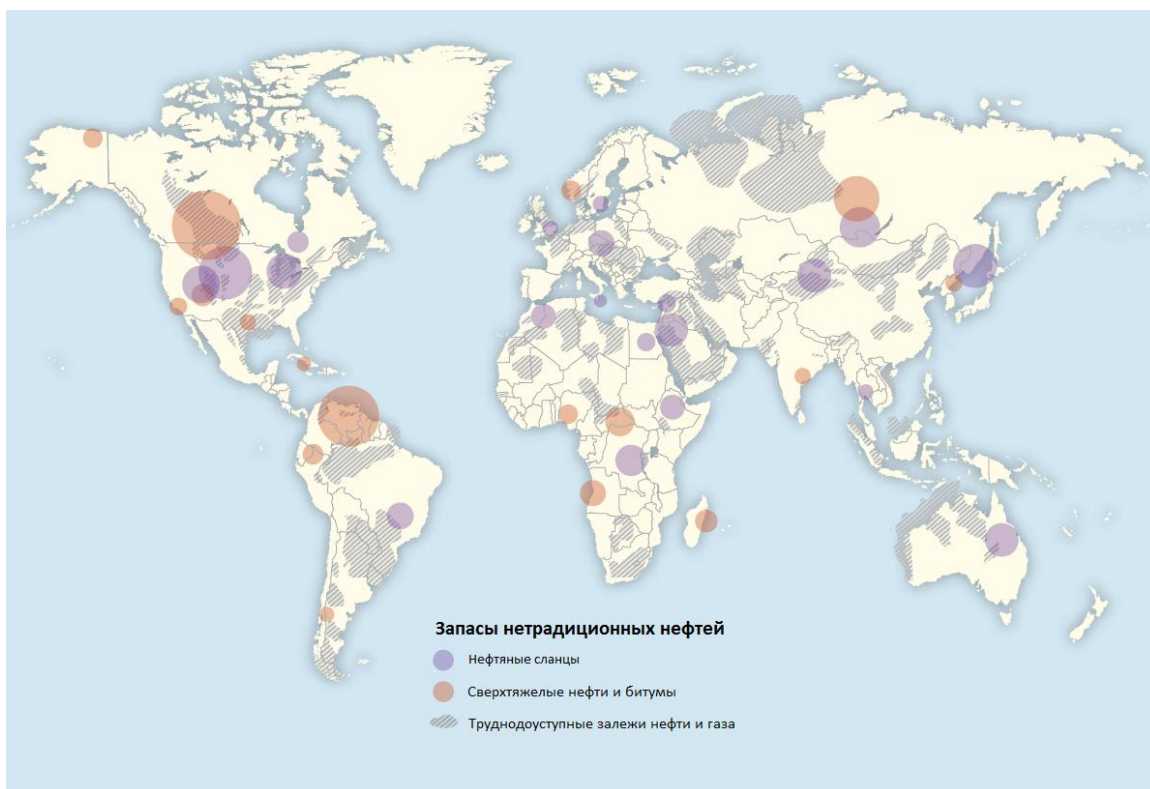 Запасы нетрадиционных нефтей
Нефтяные сланцы
Сверхтяжелые нефти и битумы
Труднодоуступные залежи нефти и газа